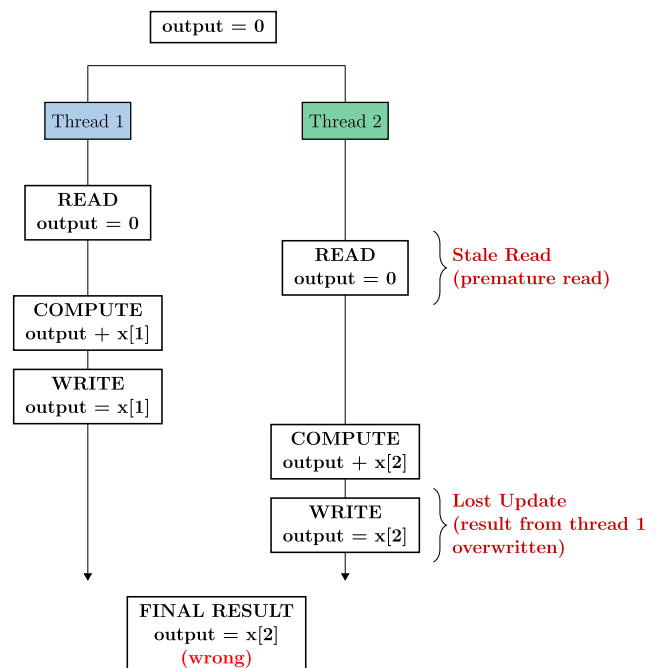 output = 0
Thread 1
Thread 2
READ
output = 0
READ
output = 0
Stale Read
(premature read)
COMPUTE
output + x[1]
WRITE
output = x[1]
COMPUTE
output + x[2]
WRITE
output = x[2]
Lost Update
(result from thread 1
overwritten)
FINAL RESULT
output = x[2]
(wrong)